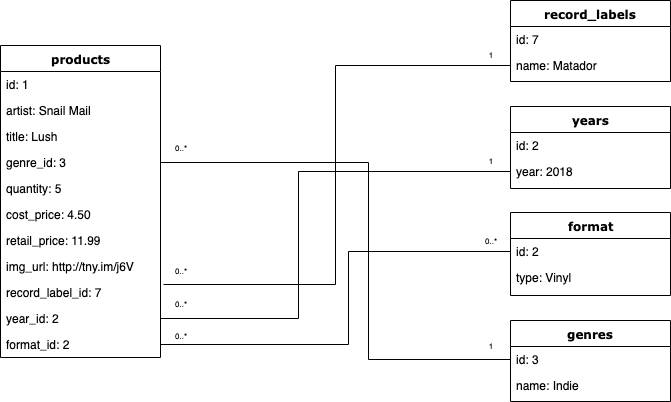 products
id: 1
artist: Snail Mail
title: Lush
genre_id: 3
quantity: 5
cost_price: 4.50
retail_price: 11.99
img_url: http://tny.im/j6V
record_label_id: 7
year_id: 2
format_id: 2
0..*
0..*
0..*
0..*
1
1
0..*
1
record_labels
id: 7
name: Matador
years
id: 2
year: 2018
format
id: 2
type: Vinyl
genres
id: 3
name: Indie